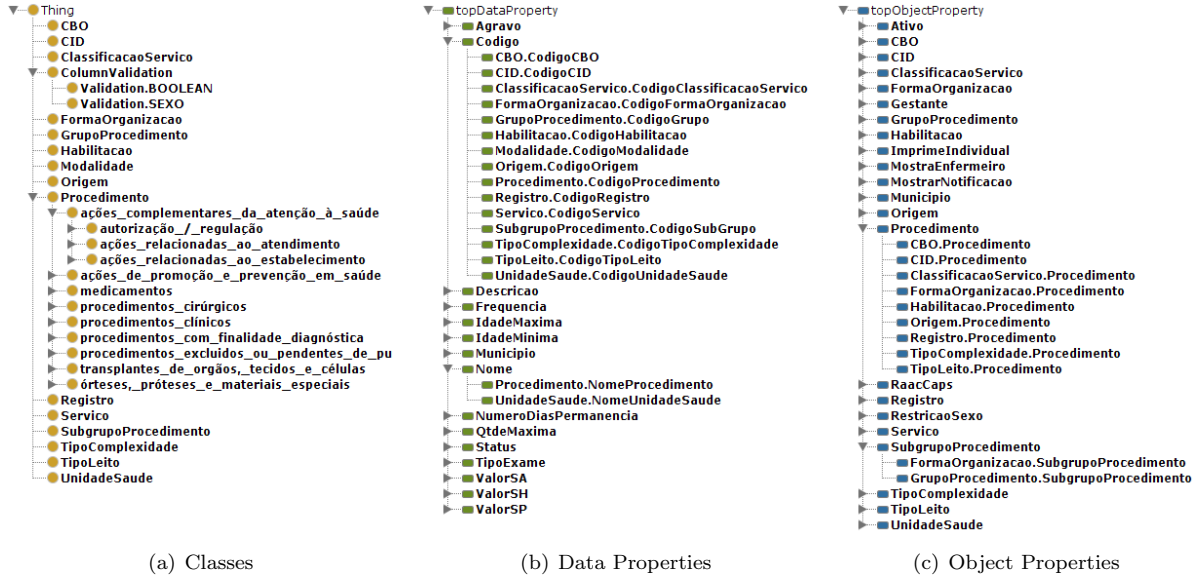 Thing
CBO
CID
ClassificacaoServico
ColumnValidation
Validation.BOOLEAN
Validation.SEXO
FormaOrganizacao
GrupoProcedimento
Habilitacao
Modalidade
Origem
Procedimento
ações_complementares_da_atenção_à_saúde
autorização_/_regulação
ações_relacionadas_ao_atendimento
ações_relacionadas_ao_estabelecimento
ações_de_promoção_e_prevenção_em_saúde
medicamentos
procedimentos_cirúrgicos
procedimentos_clínicos
procedimentos_com_finalidade_diagnóstica
procedimentos_excluidos_ou_pendentes_de_pu
transplantes_de_orgãos,_tecidos_e_células
órteses,_próteses_e_materiais_especiais
Registro
Servico
SubgrupoProcedimento
TipoComplexidade
TipoLeito
UnidadeSaude
(a) Classes
topDataProperty
Agravo
Codigo
CBO.CodigoCBO
CID.CodigoCID
ClassificacaoServico.CodigoClassificacaoServico
FormaOrganizacao.CodigoFormaOrganizacao
GrupoProcedimento.CodigoGrupo
Habilitacao.CodigoHabilitacao
Modalidade.CodigoModalidade
Origem.CodigoOrigem
Procedimento.CodigoProcedimento
Registro.CodigoRegistro
Servico.CodigoServico
SubgrupoProcedimento.CodigoSubGrupo
TipoComplexidade.CodigoTipoComplexidade
TipoLeito.CodigoTipoLeito
UnidadeSaude.CodigoUnidadeSaude
Descricao
Frequencia
IdadeMaxima
IdadeMinima
Municipio
Nome
Procedimento.NomeProcedimento
UnidadeSaude.NomeUnidadeSaude
NumeroDiasPermanencia
QtdeMaxima
Status
TipoExame
ValorSA
ValorSH
ValorSP
(b) Data Properties
topObjectProperty
Ativo
CBO
CID
ClassificacaoServico
FormaOrganizacao
Gestante
GrupoProcedimento
Habilitacao
ImprimeIndividual
MostraEnfermeiro
MostrarNotificacao
Municipio
Origem
Procedimento
CBO.Procedimento
CID.Procedimento
ClassificacaoServico.Procedimento
FormaOrganizacao.Procedimento
Habilitacao.Procedimento
Origem.Procedimento
Registro.Procedimento
TipoComplexidade.Procedimento
TipoLeito.Procedimento
RaacCaps
Registro
RestricaoSexo
Servico
SubgrupoProcedimento
FormaOrganizacao.SubgrupoProcedimento
GrupoProcedimento.SubgrupoProcedimento
TipoComplexidade
TipoLeito
UnidadeSaude
(c) Object Properties